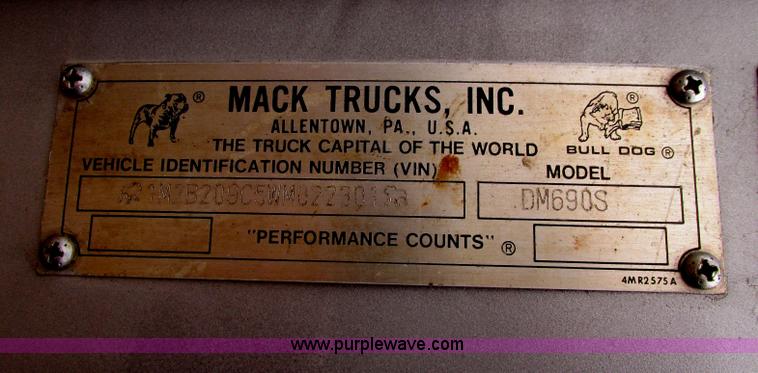 MACK TRUCKS, INC.
ALLENTOWN, PA., U.S.A.
THE TRUCK CAPITAL OF THE WORLD
BULL DOG ®
VEHICLE IDENTIFICATION NUMBER (VIN)
MODEL
1M2B209C5WM022301
DM690S
"PERFORMANCE COUNTS" ®
4MR2575A
www.purplewave.com